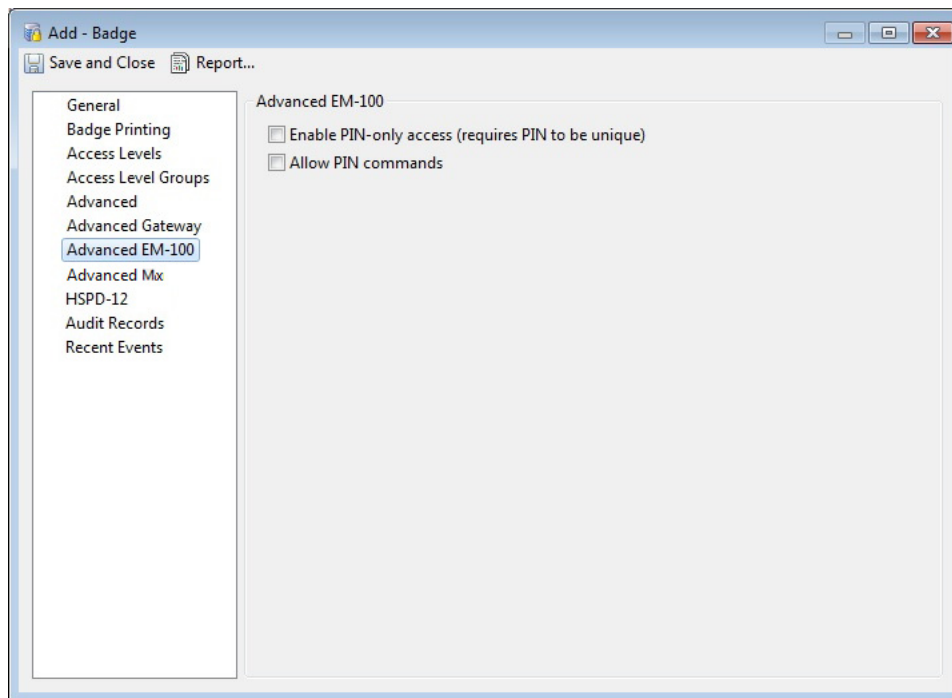 Add - Badge
Save and Close Report...
General
Badge Printing
Access Levels
Access Level Groups
Advanced
Advanced Gateway
Advanced EM-100
Advanced Mx
HSPD-12
Audit Records
Recent Events
Advanced EM-100
Enable PIN-only access (requires PIN to be unique)
Allow PIN commands